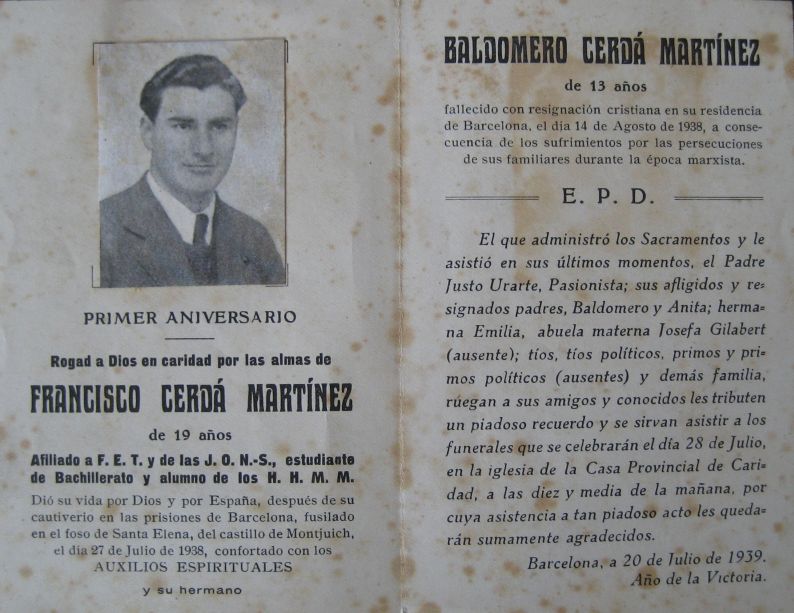 PRIMER ANIVERSARIO
Rogad a Dios en caridad por las almas de
FRANCISCO CERDÁ MARTÍNEZ
de 19 años
Afiliado a F. E. T. y de las J. O. N.-S., estudiante
de Bachillerato y alumno de los H. H. M. M.
Dió su vida por Dios y por España, después de su
cautiverio en las prisiones de Barcelona, fusilado
en el foso de Santa Elena, del castillo de Montjuich,
el día 27 de Julio de 1938, confortado con los
AUXILIOS ESPIRITUALES
y su hermano
BALDOMERO CERDÁ MARTÍNEZ
de 13 años
fallecido con resignación cristiana en su residencia
de Barcelona, el día 14 de Agosto de 1938, a conse-
cuencia de los sufrimientos por las persecuciones
de sus familiares durante la época marxista.
E. P. D.
El que administró los Sacramentos y le
asistió en sus últimos momentos, el Padre
Justo Urarte, Pasionista; sus afligidos y re-
signados padres, Baldomero y Anita; herma-
na Emilia, abuela materna Josefa Gilabert
(ausente); tíos, tíos políticos, primos y pri-
mos políticos (ausentes) y demás familia,
rúegan a sus amigos y conocidos les tributen
un piadoso recuerdo y se sirvan asistir a los
funerales que se celebrarán el día 28 de Julio,
en la iglesia de la Casa Provincial de Cari-
dad, a las diez y media de la mañana, por
cuya asistencia a tan piadoso acto les queda-
rán sumamente agradecidos.
Barcelona, a 20 de Julio de 1939.
Año de la Victoria.